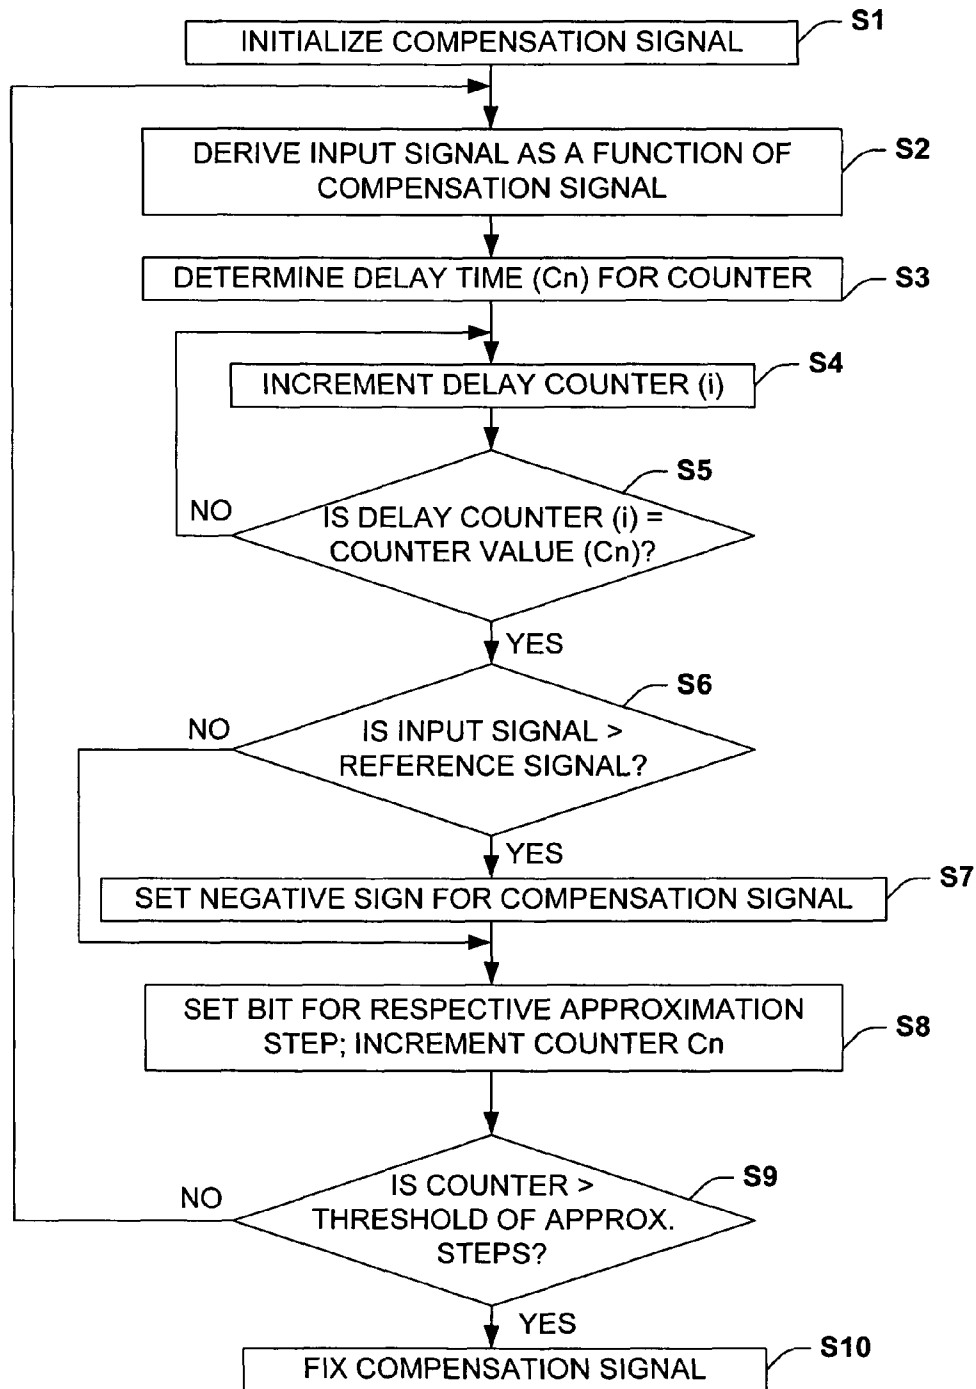 INITIALIZE COMPENSATION SIGNAL
S1
DERIVE INPUT SIGNAL AS A FUNCTION OF
COMPENSATION SIGNAL
S2
DETERMINE DELAY TIME (Cn) FOR COUNTER
S3
INCREMENT DELAY COUNTER (i)
S4
IS DELAY COUNTER (i) =
COUNTER VALUE (Cn)?
S5
NO
YES
IS INPUT SIGNAL >
REFERENCE SIGNAL?
S6
NO
YES
SET NEGATIVE SIGN FOR COMPENSATION SIGNAL
S7
SET BIT FOR RESPECTIVE APPROXIMATION
STEP; INCREMENT COUNTER Cn
S8
IS COUNTER >
THRESHOLD OF APPROX.
STEPS?
S9
NO
YES
FIX COMPENSATION SIGNAL
S10